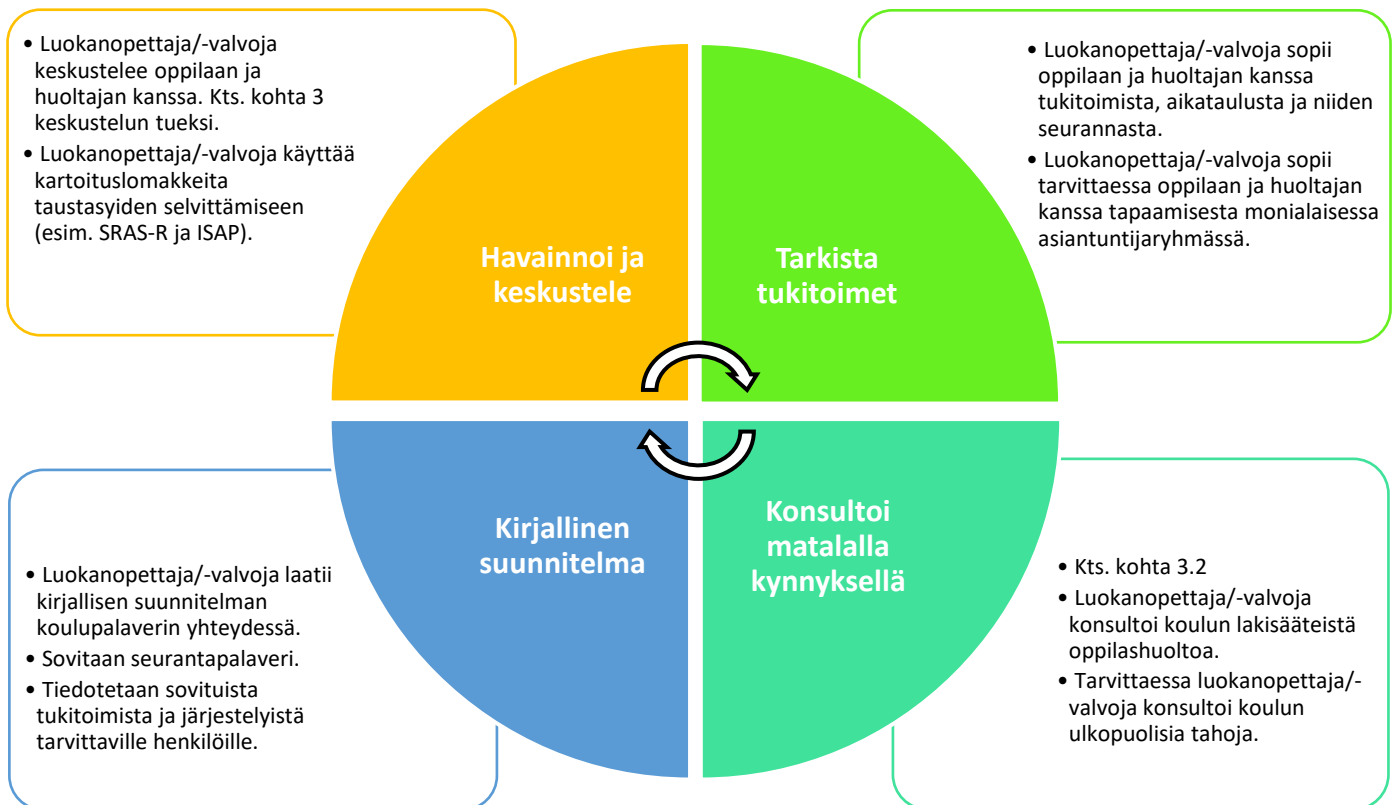 • Luokanopettaja/-valvoja
keskustelee oppilaan ja
huoltajan kanssa. Kts. kohta 3
keskustelun tueksi.
• Luokanopettaja/-valvoja käyttää
kartoituslomakkeita
taustasyiden selvittämiseen
(esim. SRAS-R ja ISAP).
Havainnoi ja
keskustele
• Luokanopettaja/-valvoja sopii
oppilaan ja huoltajan kanssa
tukitoimista, aikataulusta ja niiden
seurannasta.
• Luokanopettaja/-valvoja sopii
tarvittaessa oppilaan ja huoltajan
kanssa tapaamisesta monialaisessa
asiantuntijaryhmässä.
Tarkista
tukitoimet
Konsultoi
matalalla
kynnyksellä
• Kts. kohta 3.2
• Luokanopettaja/-valvoja
konsultoi koulun lakisääteistä
oppilashuoltoa.
• Tarvittaessa luokanopettaja/-
valvoja konsultoi koulun
ulkopuolisia tahoja.
Kirjallinen
suunnitelma
• Luokanopettaja/-valvoja laatii
kirjallisen suunnitelman
koulupalaverin yhteydessä.
• Sovitaan seurantapalaveri.
• Tiedotetaan sovituista
tukitoimista ja järjestelyistä
tarvittaville henkilöille.